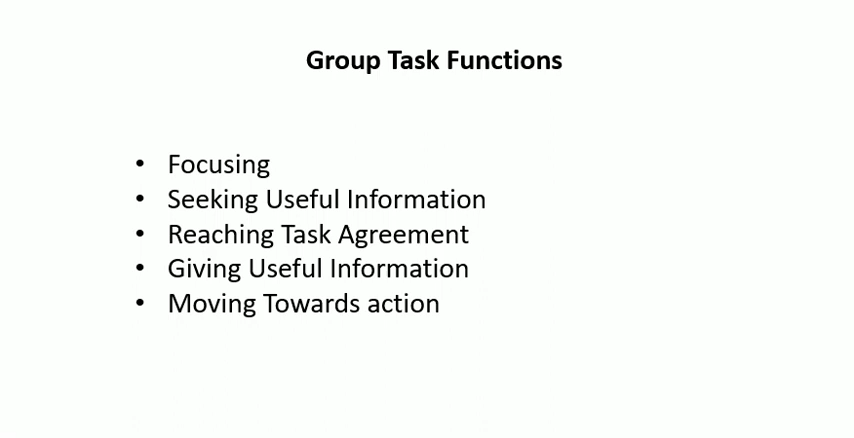 Group Task Functions
• Focusing
• Seeking Useful Information
• Reaching Task Agreement
• Giving Useful Information
• Moving Towards action